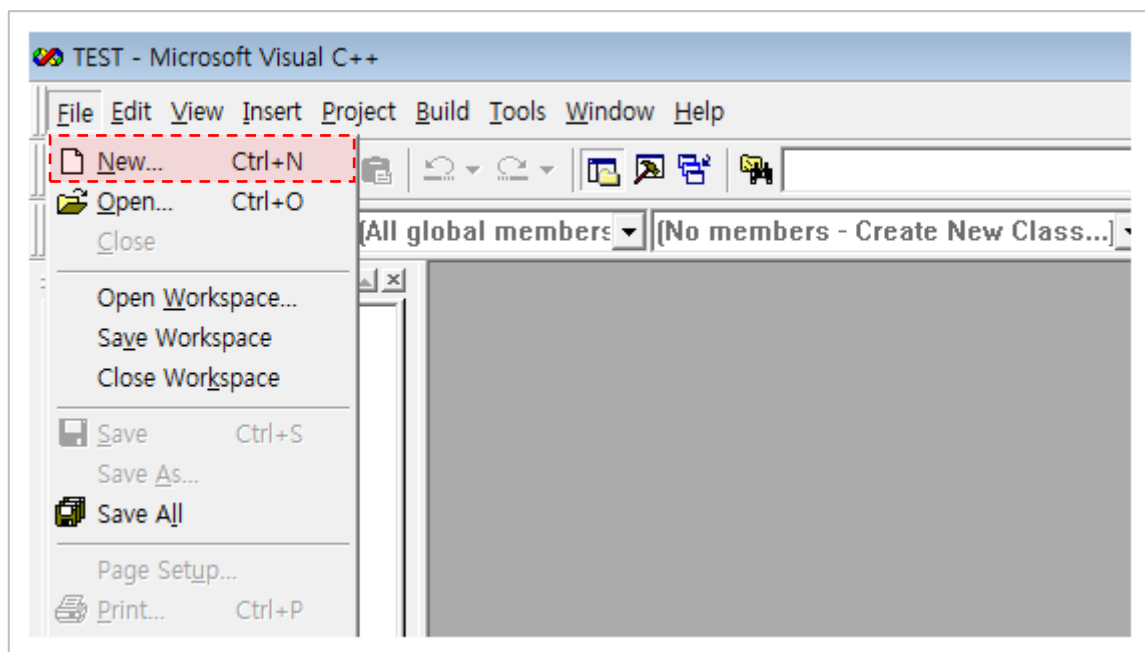 TEST - Microsoft Visual C++
File Edit View Insert Project Build Tools Window Help
New... Ctrl+N
Open... Ctrl+O
Close
(All global members (No members - Create New Class...)
Open Workspace...
Save Workspace
Close Workspace
Save Ctrl+S
Save As...
Save All
Page Setup...
Print... Ctrl+P